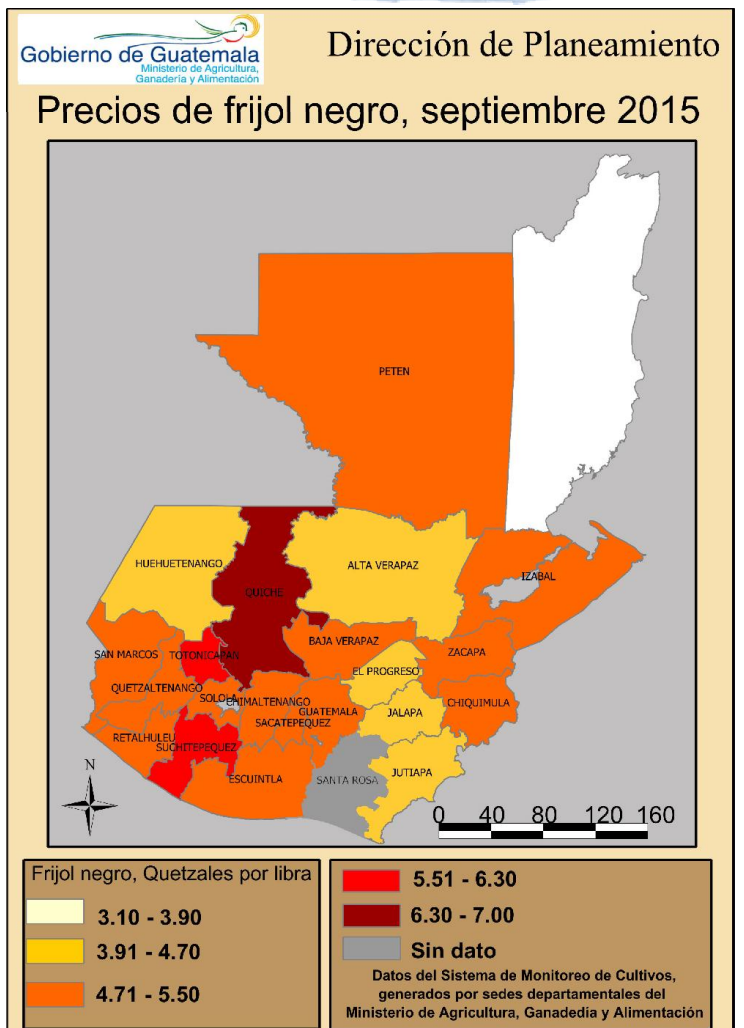 Gobierno de Guatemala
Ministerio de Agricultura,
Ganadería y Alimentación
Dirección de Planeamiento
Precios de frijol negro, septiembre 2015
PETEN
HUEHUETENANGO
QUICHE
ALTA VERAPAZ
IZABAL
SAN MARCOS
TOTONICAPAN
BAJA VERAPAZ
ZACAPA
EL PROGRESO
QUETZALTENANGO
SOLOLA
CHIMALTENANGO
GUATEMALA
JALAPA
CHIQUIMULA
SACATEPEQUEZ
RETALHULEU
SUCHITEPEQUEZ
ESCUINTLA
SANTA ROSA
JUTIAPA
N
0 40 80 120 160
Frijol negro, Quetzales por libra
3.10 - 3.90
3.91 - 4.70
4.71 - 5.50
5.51 - 6.30
6.30 - 7.00
Sin dato
Datos del Sistema de Monitoreo de Cultivos,
generados por sedes departamentales del
Ministerio de Agricultura, Ganadedía y Alimentación